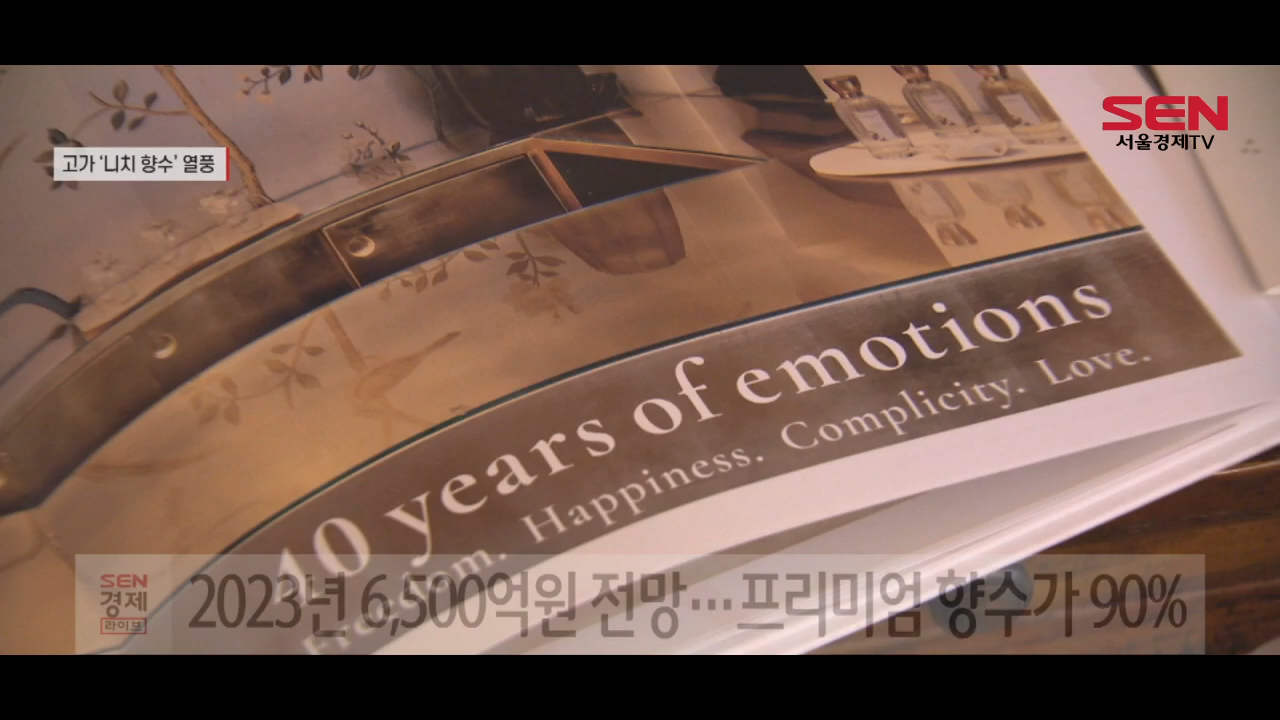 SEN
서울경제TV
고가 '니치 향수' 열풍
40 years of emotions
Freedom. Happiness. Complicity. Love.
SEN
경제
라이브
2023년 6,500억원 전망…프리미엄 향수가 90%